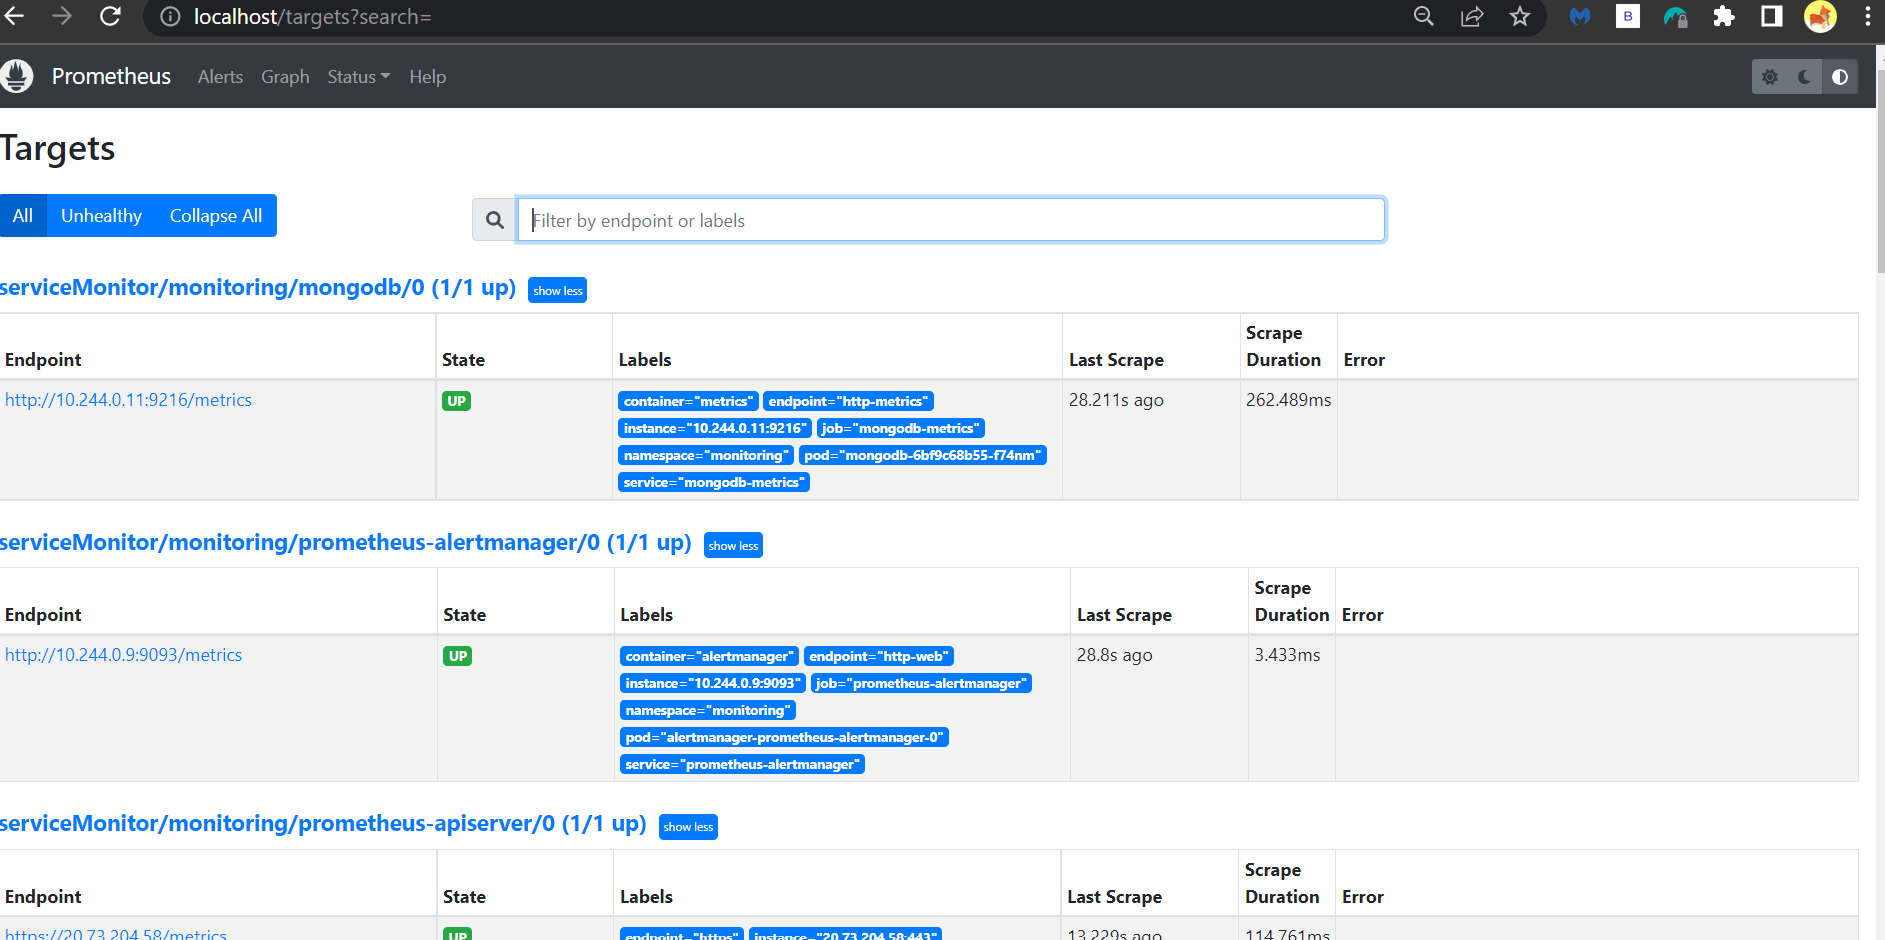 localhost/targets?search=
B
Prometheus Alerts Graph Status Help
Targets
All Unhealthy Collapse All
Filter by endpoint or labels
serviceMonitor/monitoring/mongodb/0 (1/1 up) show less
Endpoint State Labels Last Scrape Scrape Duration Error
http://10.244.0.11:9216/metrics UP container="metrics" endpoint="http-metrics" 28.211s ago 262.489ms
instance="10.244.0.11:9216" job="mongodb-metrics"
namespace="monitoring" pod="mongodb-6bf9c68b55-f74nm"
service="mongodb-metrics"
serviceMonitor/monitoring/prometheus-alertmanager/0 (1/1 up) show less
Endpoint State Labels Last Scrape Scrape Duration Error
http://10.244.0.9:9093/metrics UP container="alertmanager" endpoint="http-web" 28.8s ago 3.433ms
instance="10.244.0.9:9093" job="prometheus-alertmanager"
namespace="monitoring"
pod="alertmanager-prometheus-alertmanager-0"
service="prometheus-alertmanager"
serviceMonitor/monitoring/prometheus-apiserver/0 (1/1 up) show less
Endpoint State Labels Last Scrape Scrape Duration Error
https://20.73.204.58/metrics UP endpoint="https" instance="20.73.204.58:443" 13.229s ago 114.761ms